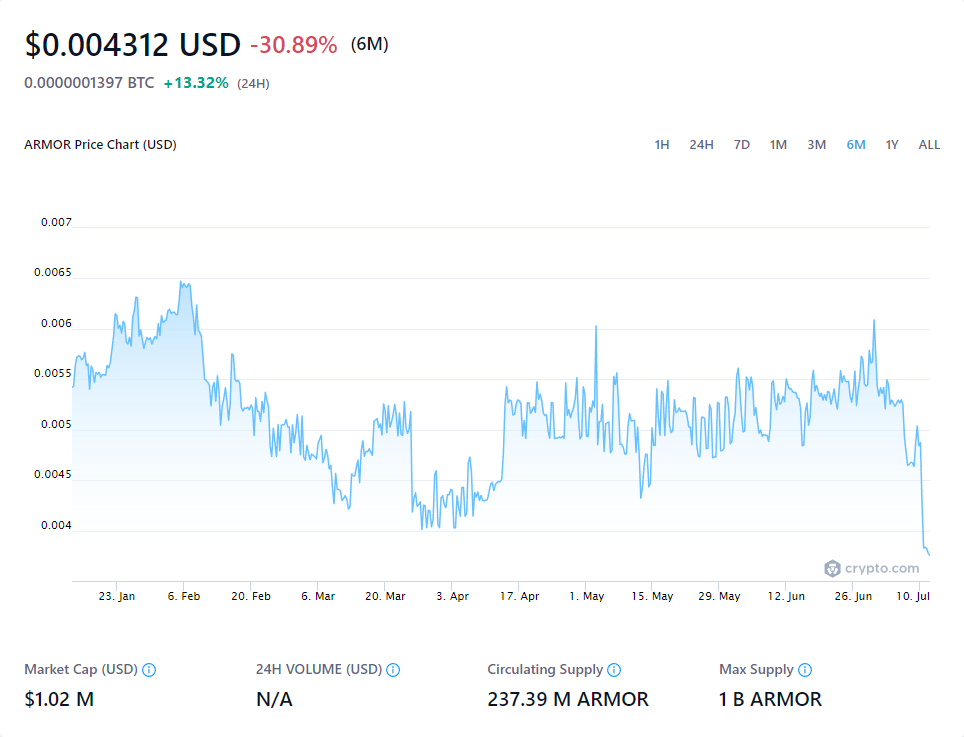 $0.004312 USD -30.89% (6M)
0.0000001397 BTC +13.32% (24H)
ARMOR Price Chart (USD) 1H 24H 7D 1M 3M 6M 1Y ALL
0.007
0.0065
0.006
0.0055
0.005
0.0045
0.004
crypto.com
23. Jan 6. Feb 20. Feb 6. Mar 20. Mar 3. Apr 17. Apr 1. May 15. May 29. May 12. Jun 26. Jun 10. Jul
Market Cap (USD) 24H VOLUME (USD) Circulating Supply Max Supply
$1.02 M N/A 237.39 M ARMOR 1 B ARMOR